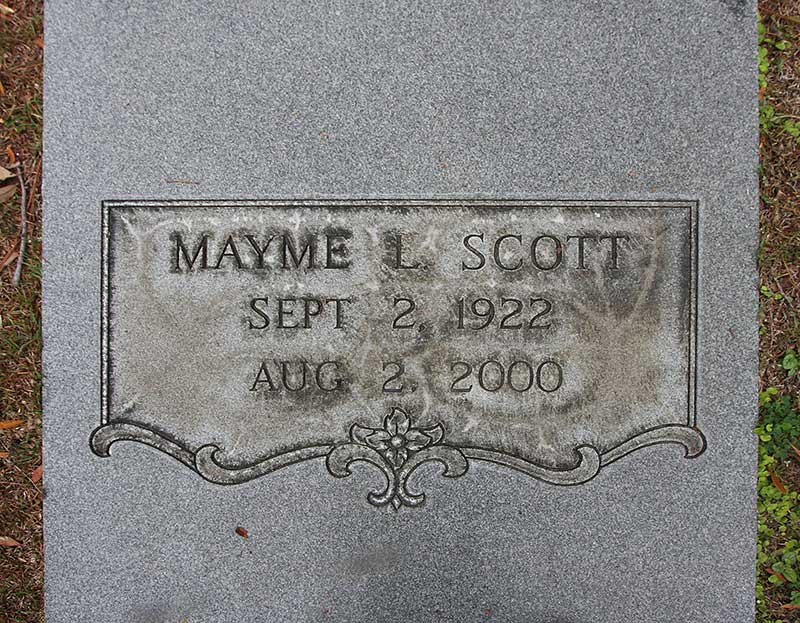 MAYME L. SCOTT
SEPT 2, 1922
AUG 2, 2000